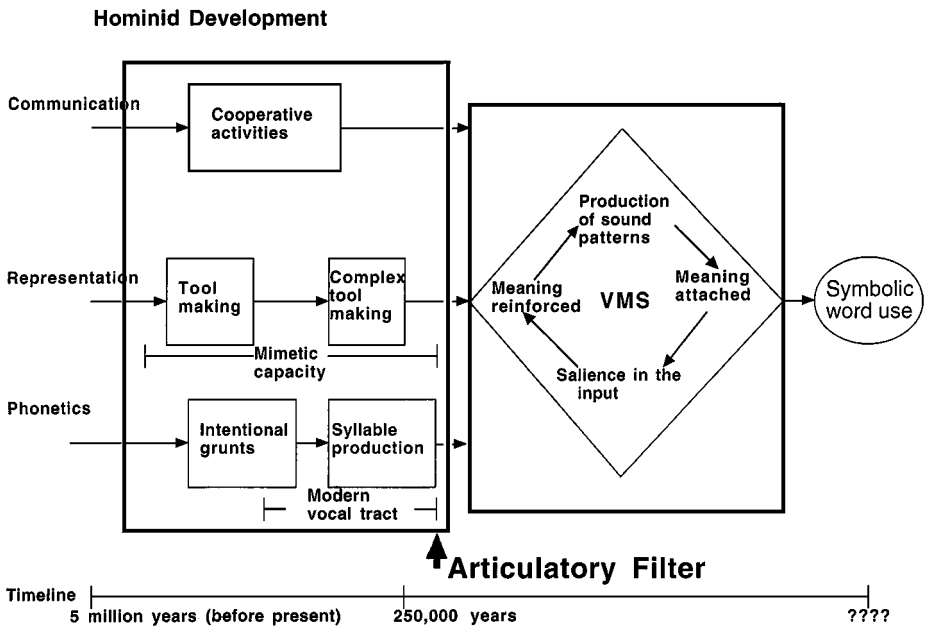 Hominid Development
Communication
Cooperative
activities
Representation
Tool
making
Complex
tool
making
Mimetic
capacity
Phonetics
Intentional
grunts
Syllable
production
Modern
vocal tract
Production
of sound
patterns
Meaning
attached
Meaning
reinforced
VMS
Salience in the
input
Symbolic
word use
Articulatory Filter
Timeline
5 million years (before present)
250,000 years
????